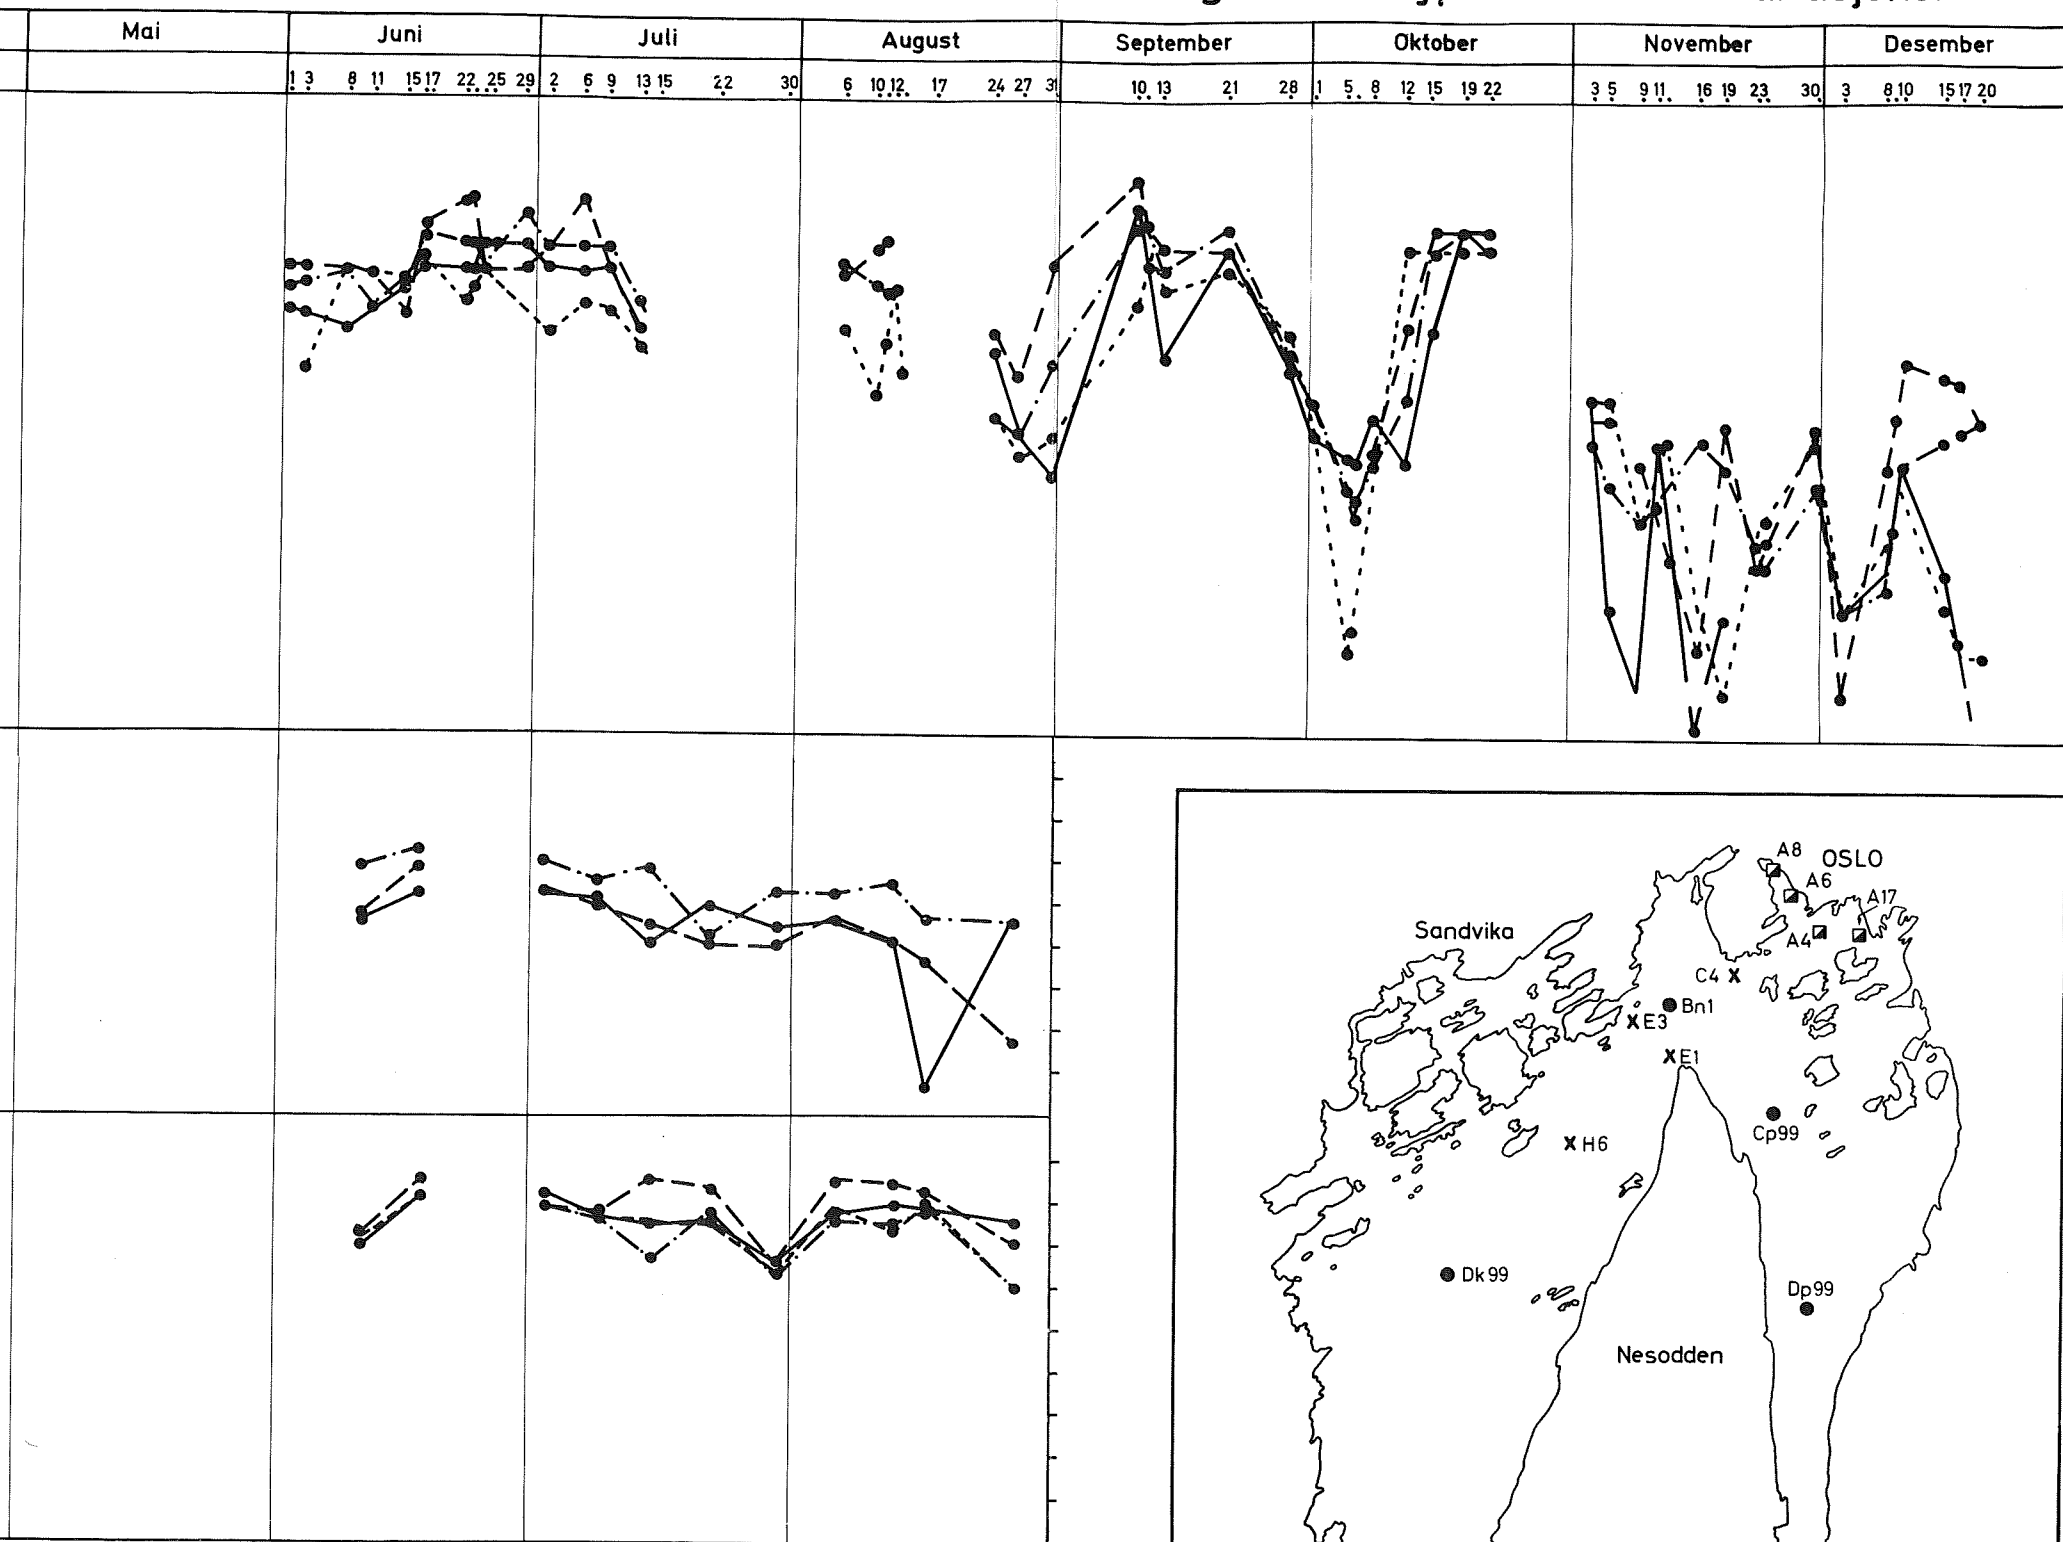 Mai Juni Juli August September Oktober November Desember
1 3 8 11 15 17 22 25 29 2 6 9 13 15 22 30 6 10 12 17 24 27 31 10 13 21 28 1 5 8 12 15 19 22 3 5 9 11 16 19 23 30 3 8 10 15 17 20
A8 OSLO
A6
A17
Sandvika
A4
C4
Bn1
E3
E1
Cp99
H6
Dk99
Dp99
Nesodden